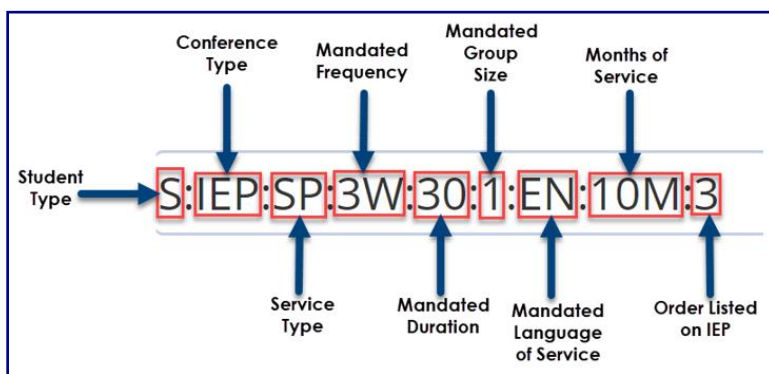 Conference
Type
Mandated
Frequency
Mandated
Group
Size
Months of
Service
Student
Type
S:IEP:SP:3W:30:1:EN:10M:3
Service
Type
Mandated
Duration
Mandated
Language
of Service
Order Listed
on IEP